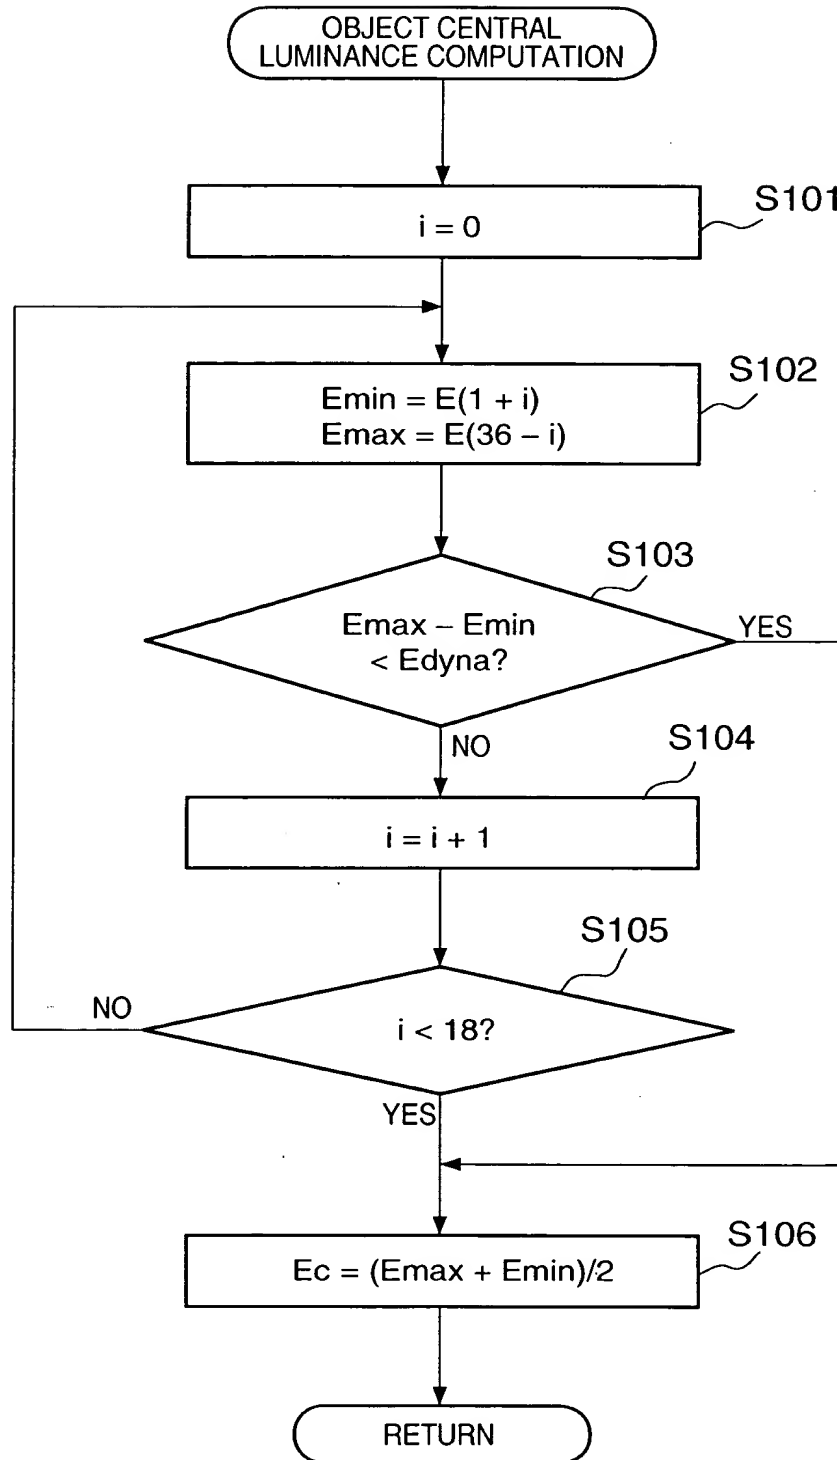 OBJECT CENTRAL
LUMINANCE COMPUTATION
S101
i = 0
S102
Emin = E(1 + i)
Emax = E(36 – i)
S103
Emax – Emin
< Edyna?
YES
NO
S104
i = i + 1
S105
NO
i < 18?
YES
S106
Ec = (Emax + Emin)/2
RETURN